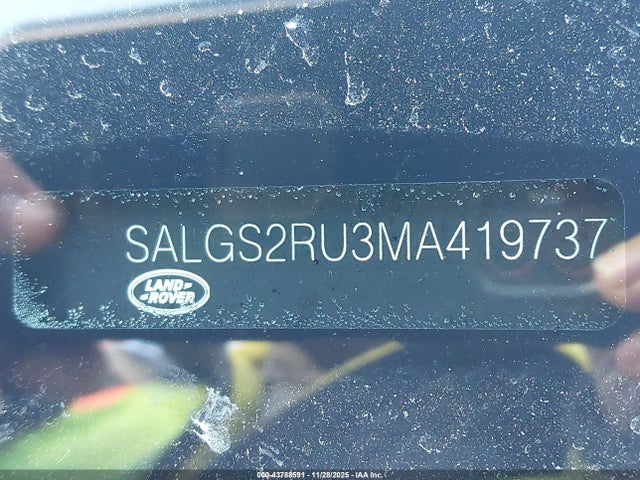 SALGS2RU3MA419737
LAND
ROVER
000-43788591 - 11/28/2025 - IAA Inc.